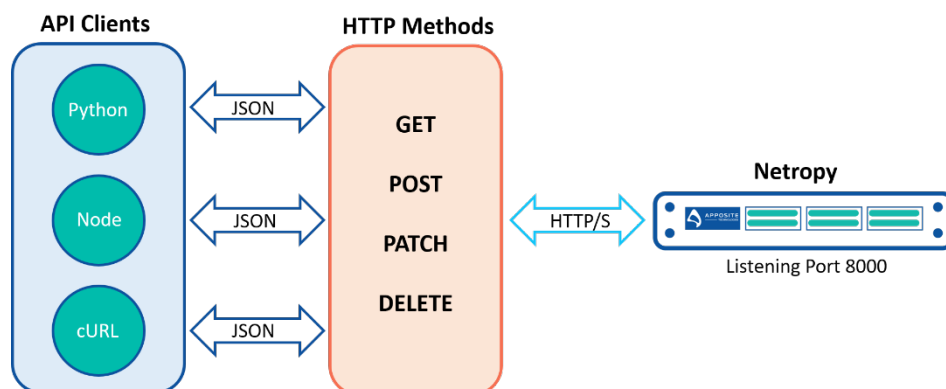 API Clients
HTTP Methods
Python
JSON
GET
Node
JSON
POST
PATCH
cURL
JSON
DELETE
HTTP/S
Netropy
APPOSITE
Listening Port 8000